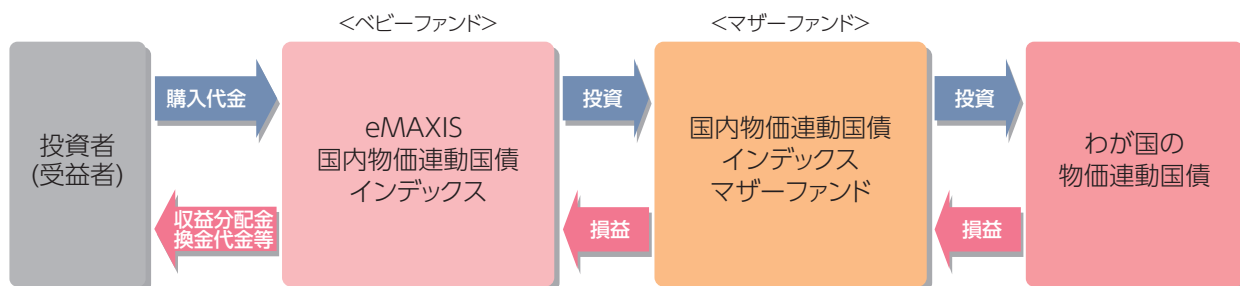 <ベビーファンド>
<マザーファンド>
投資者
(受益者)
購入代金
収益分配金
換金代金等
eMAXIS
国内物価連動国債
インデックス
投資
損益
国内物価連動国債
インデックス
マザーファンド
投資
損益
わが国の
物価連動国債